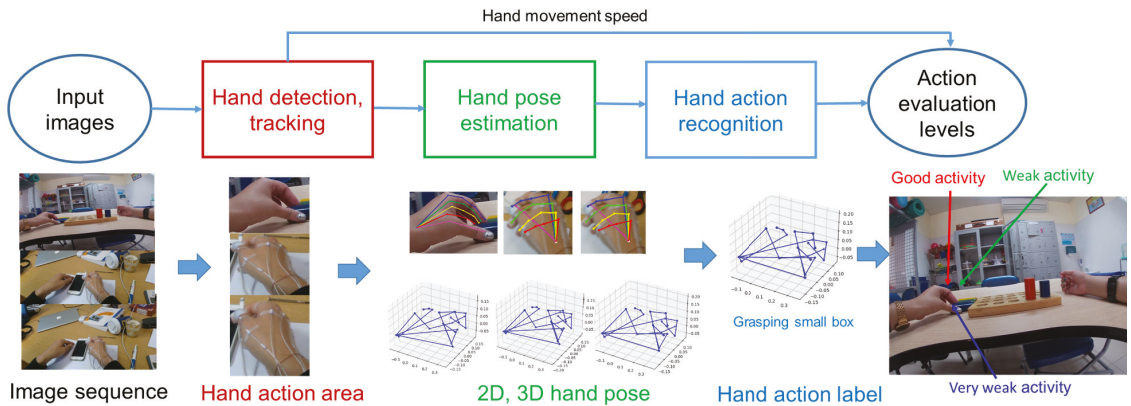 Hand movement speed
Input
images
Hand detection,
tracking
Hand pose
estimation
Hand action
recognition
Action
evaluation
levels
Good activity
Weak activity
Grasping small box
Very weak activity
Image sequence
Hand action area
2D, 3D hand pose
Hand action label